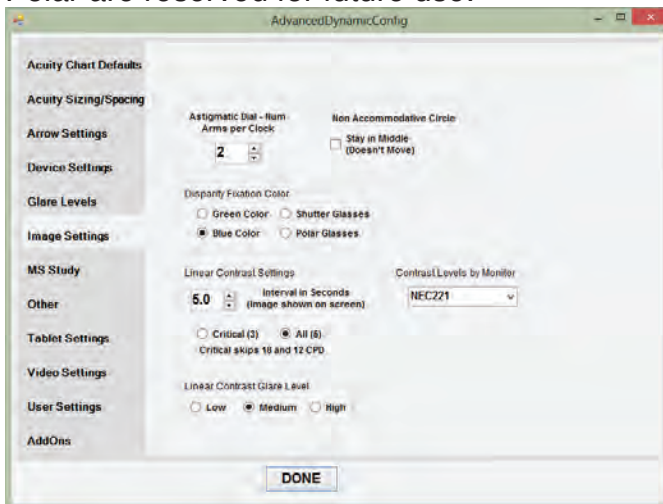 Polar are reserved for future use.
AdvancedDynamicConfig
Acuity Chart Defaults
Acuity Sizing/Spacing
Arrow Settings
Device Settings
Glare Levels
Image Settings
MS Study
Other
Tablet Settings
Video Settings
User Settings
AddOns
Astigmatic Dial - Num
Arms per Clock
2
Non Accommodative Circle
Stay in Middle
(Doesn't Move)
Disparity Fixation Color
Green Color Shutter Glasses
Blue Color Polar Glasses
Linear Contrast Settings
5.0
Interval in Seconds
(Image shown on screen)
Critical (3) All (5)
Critical skips 18 and 12 CPD
Contrast Levels by Monitor
NEC221
Linear Contrast Glare Level
Low Medium High
DONE